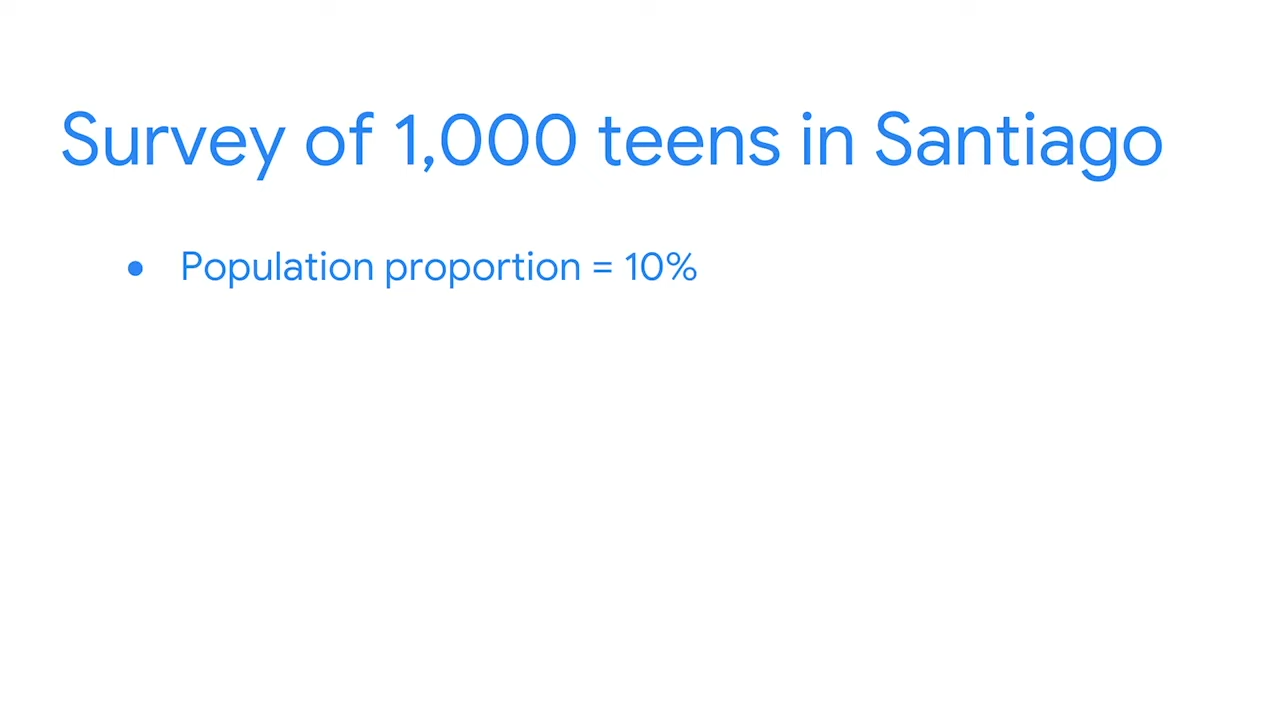 Survey of 1,000 teens in Santiago
● Population proportion = 10%